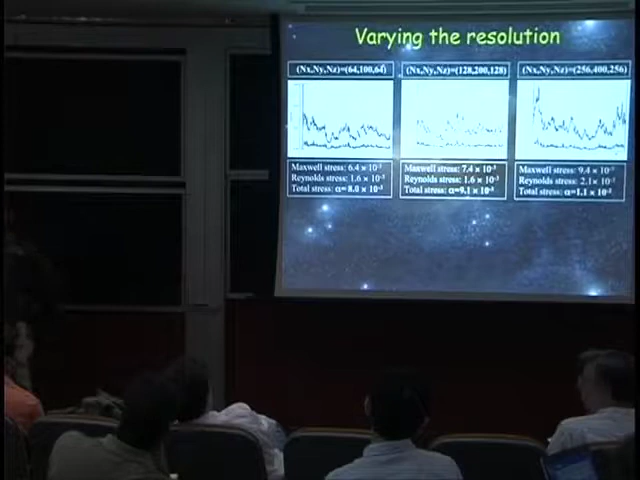 Varying the resolution
(Nx,Ny,Nz)=(64,100,64)
Maxwell stress: 6.4 × 10⁻³
Reynolds stress: 1.6 × 10⁻³
Total stress: α= 8.0 × 10⁻³
(Nx,Ny,Nz)=(128,200,128)
Maxwell stress: 7.4 × 10⁻³
Reynolds stress: 1.6 × 10⁻³
Total stress: α=9.1 × 10⁻³
(Nx,Ny,Nz)=(256,400,256)
Maxwell stress: 9.4 × 10⁻³
Reynolds stress: 2.1 × 10⁻³
Total stress: α=1.1 × 10⁻²